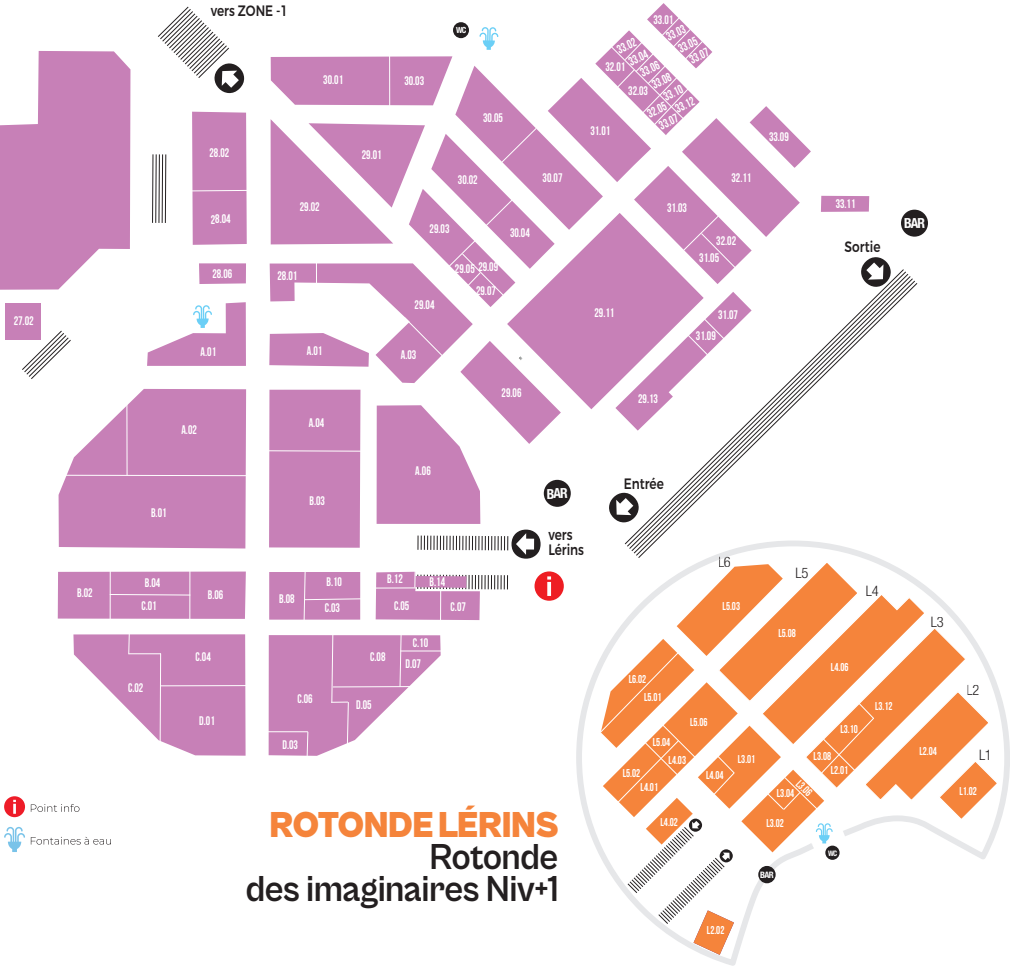 vers ZONE -1
WC
33.01
33.03
33.05
33.07
33.02
33.04
33.06
33.08
33.10
33.12
32.01
32.03
32.05
33.07
30.01
30.03
30.05
31.01
33.09
28.02
29.01
30.02
30.07
32.11
28.04
29.02
29.03
30.04
31.03
33.11
BAR
32.02
Sortie
31.05
28.06
28.01
29.05
29.09
29.07
29.04
29.11
31.07
27.02
31.09
A.01
A.01
A.03
29.06
29.13
A.02
A.04
A.06
B.01
B.03
BAR
Entrée
vers
Lérins
i
B.02
B.04
C.01
B.06
B.08
B.10
C.03
B.12
B.14
C.05
C.07
C.02
C.04
D.01
C.06
D.03
C.08
D.05
C.10
D.07
L6
L5
L4
L3
L2
L1
L5.03
L5.08
L4.06
L6.02
L5.01
L5.06
L3.12
L3.10
L5.04
L4.03
L3.01
L3.08
L2.01
L2.04
L5.02
L4.01
L4.04
L3.04
L3.06
L1.02
L4.02
L3.02
WC
BAR
L2.02
i Point info
Fontaines à eau
ROTONDE LÉRINS
Rotonde
des imaginaires Niv+1